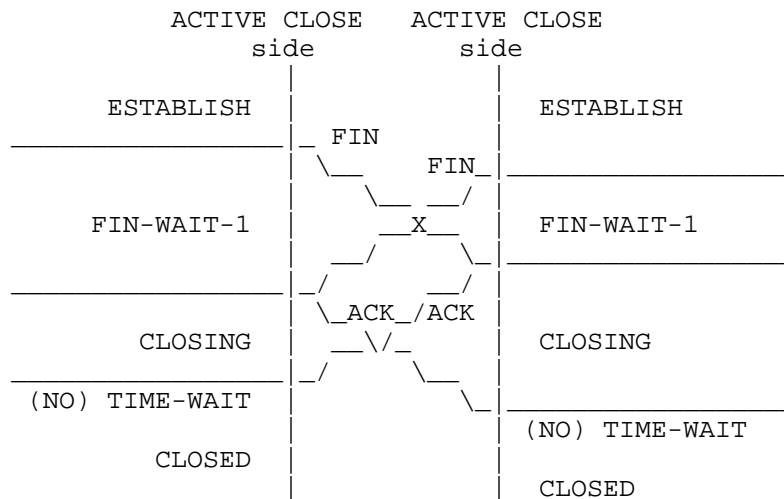 ACTIVE CLOSE ACTIVE CLOSE
side side
ESTABLISH ESTABLISH
FIN
FIN
X
FIN-WAIT-1 FIN-WAIT-1
ACK ACK
CLOSING CLOSING
(NO) TIME-WAIT
(NO) TIME-WAIT
CLOSED
CLOSED